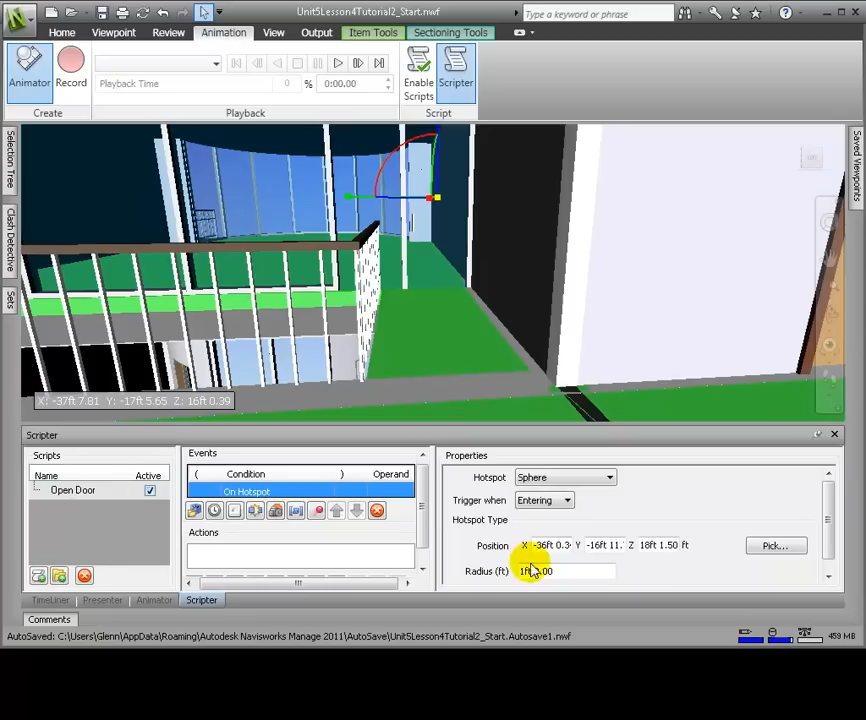 Unit5Lesson4Tutorial2_Start.nwf
Type a keyword or phrase
Home Viewpoint Review Animation View Output Item Tools Sectioning Tools
Animator Record
Playback Time 0 % 0:00.00
Enable Scripts Scripter
Create Playback Script
Selection Tree
Clash Detective
Sets
Saved Viewpoints
X: -37ft 7.81 Y: -17ft 5.65 Z: 16ft 0.39
Scripter
Scripts Events Properties
Name Active
Open Door
( Condition ) Operand
On Hotspot
Actions
Hotspot Sphere
Trigger when Entering
Hotspot Type
Position X -36ft 0.3 Y -16ft 11. Z 18ft 1.50 ft Pick...
Radius (ft)
TimeLiner Presenter Animator Scripter
Comments
AutoSaved: C:\Users\Glenn\AppData\Roaming\Autodesk Navisworks Manage 2011\AutoSave\Unit5Lesson4Tutorial2_Start.Autosave1.nwf
459 MB